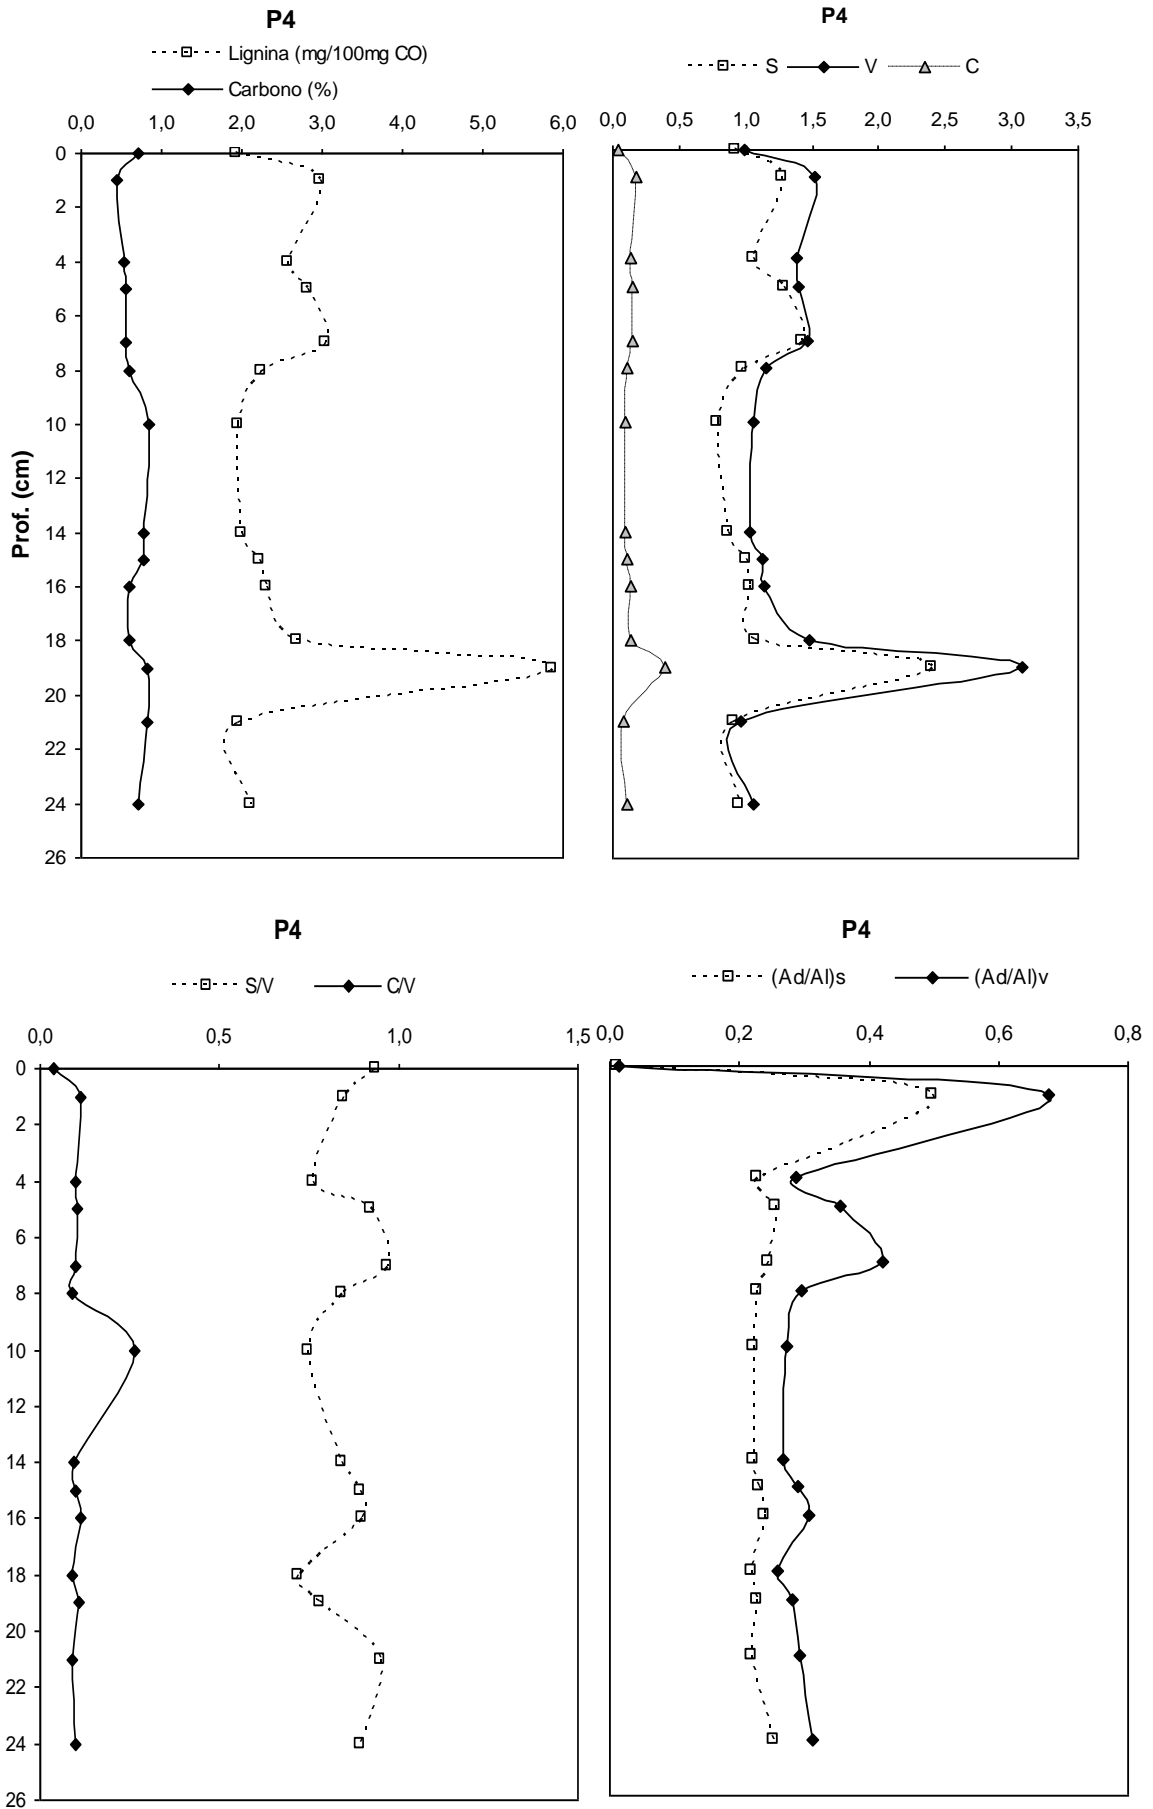 P4
Lignina (mg/100mg CO)
Carbono (%)
0,0 1,0 2,0 3,0 4,0 5,0 6,0
0
2
4
6
8
10
12
14
16
18
20
22
24
26
Prof. (cm)
P4
S V C
0,0 0,5 1,0 1,5 2,0 2,5 3,0 3,5
P4
S/V C/V
0,0 0,5 1,0 1,5
0
2
4
6
8
10
12
14
16
18
20
22
24
26
P4
(Ad/Al)s (Ad/Al)v
0,0 0,2 0,4 0,6 0,8